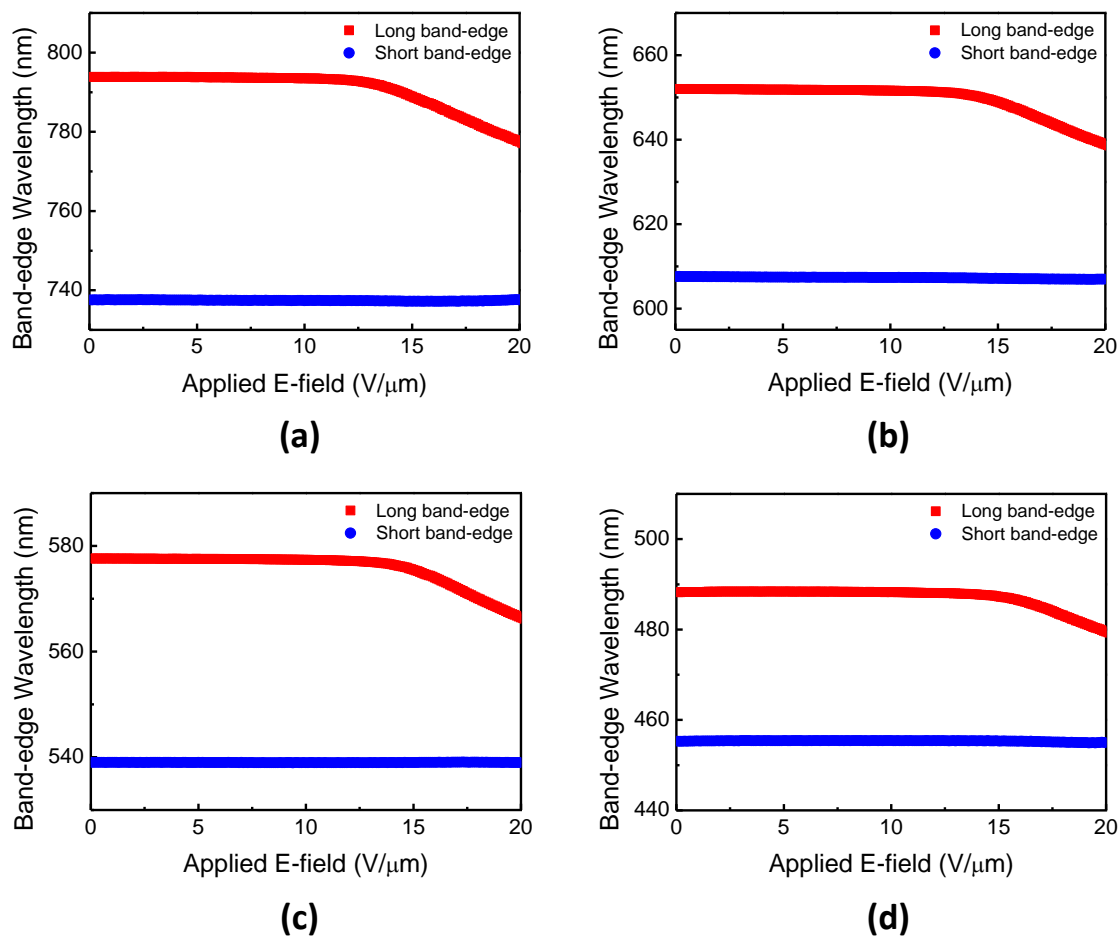 Long band-edge
Short band-edge
800
780
760
740
0
5
10
15
20
Band-edge Wavelength (nm)
Applied E-field (V/μm)
(a)
Long band-edge
Short band-edge
660
640
620
600
0
5
10
15
20
Band-edge Wavelength (nm)
Applied E-field (V/μm)
(b)
Long band-edge
Short band-edge
580
560
540
0
5
10
15
20
Band-edge Wavelength (nm)
Applied E-field (V/μm)
(c)
Long band-edge
Short band-edge
500
480
460
440
0
5
10
15
20
Band-edge Wavelength (nm)
Applied E-field (V/μm)
(d)